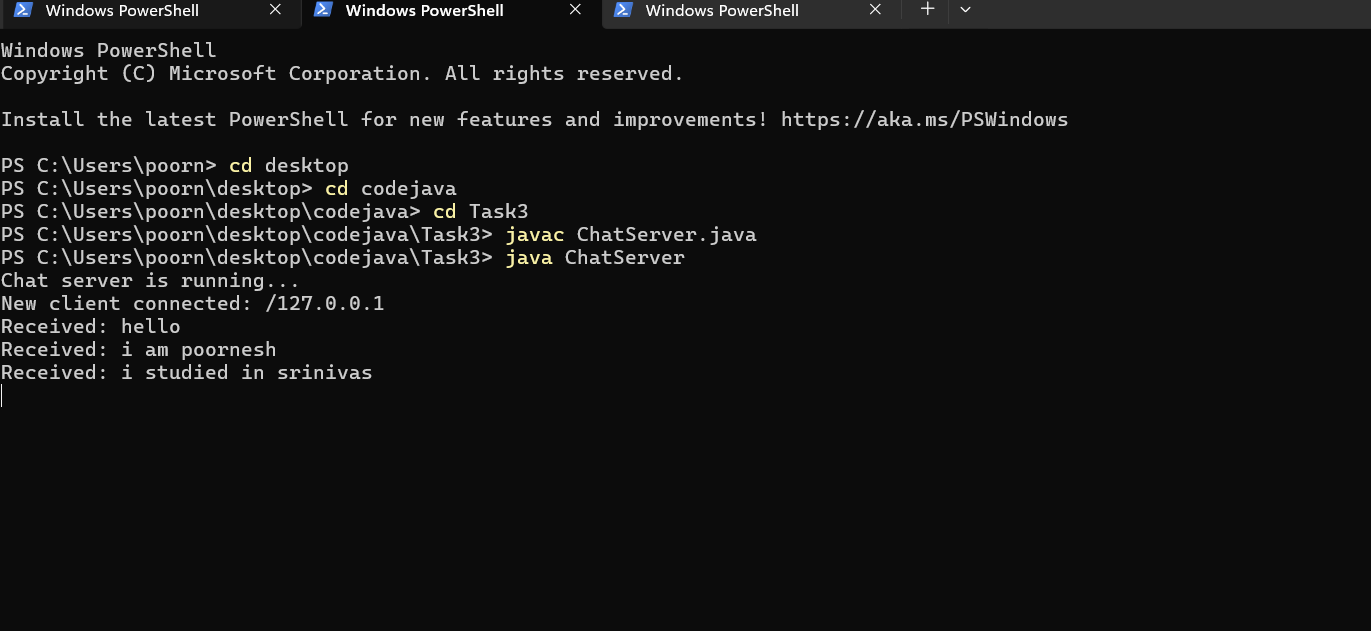 Windows PowerShell
Windows PowerShell
Windows PowerShell
Windows PowerShell
Copyright (C) Microsoft Corporation. All rights reserved.
Install the latest PowerShell for new features and improvements! https://aka.ms/PSWindows
PS C:\Users\poorn> cd desktop
PS C:\Users\poorn\desktop> cd codejava
PS C:\Users\poorn\desktop\codejava> cd Task3
PS C:\Users\poorn\desktop\codejava\Task3> javac ChatServer.java
PS C:\Users\poorn\desktop\codejava\Task3> java ChatServer
Chat server is running...
New client connected: /127.0.0.1
Received: hello
Received: i am poornesh
Received: i studied in srinivas